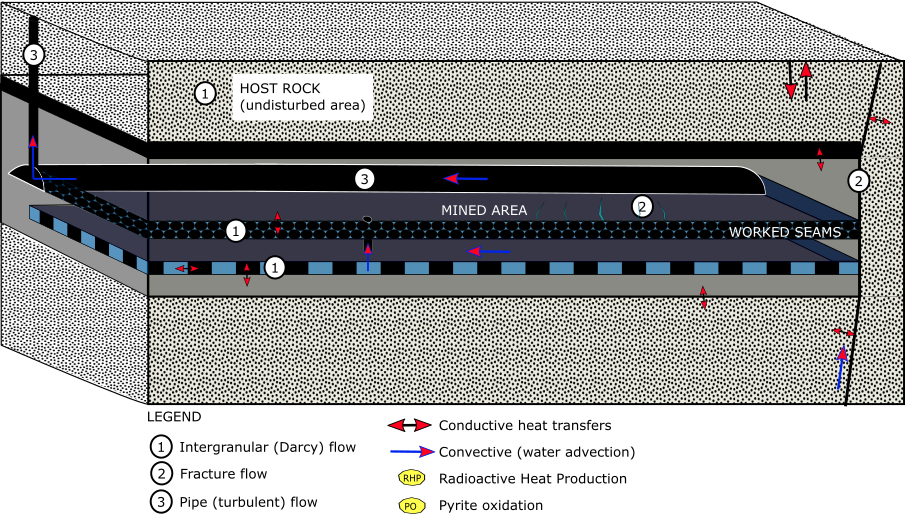 3
1
HOST ROCK
(undisturbed area)
3
2
2
MINED AREA
1
WORKED SEAMS
1
LEGEND
1 Intergranular (Darcy) flow
2 Fracture flow
3 Pipe (turbulent) flow
Conductive heat transfers
Convective (water advection)
RHP Radioactive Heat Production
PO Pyrite oxidation